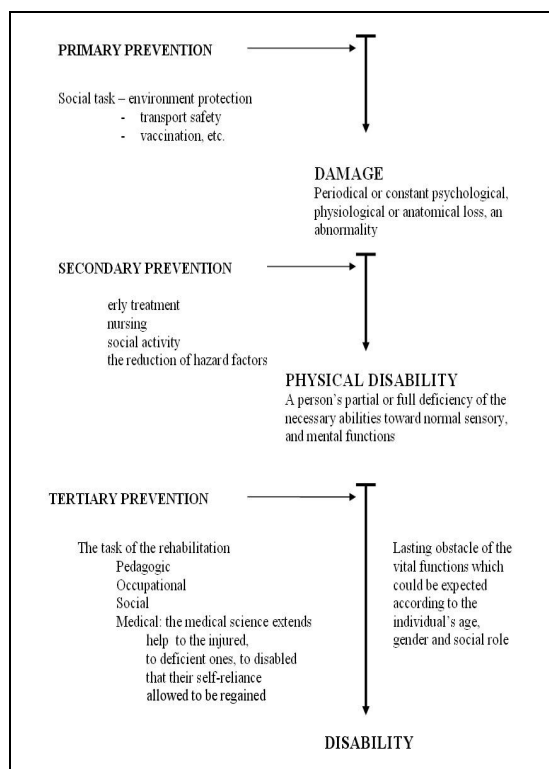 PRIMARY PREVENTION
Social task – environment protection
- transport safety
- vaccination, etc.
DAMAGE
Periodical or constant psychological,
physiological or anatomical loss, an
abnormality
SECONDARY PREVENTION
erly treatment
nursing
social activity
the reduction of hazard factors
PHYSICAL DISABILITY
A person's partial or full deficiency of the
necessary abilities toward normal sensory,
and mental functions
TERTIARY PREVENTION
The task of the rehabilitation
Pedagogic
Occupational
Social
Medical: the medical science extends
help to the injured,
to deficient ones, to disabled
that their self-reliance
allowed to be regained
Lasting obstacle of the
vital functions which
could be expected
according to the
individual's age,
gender and social role
DISABILITY